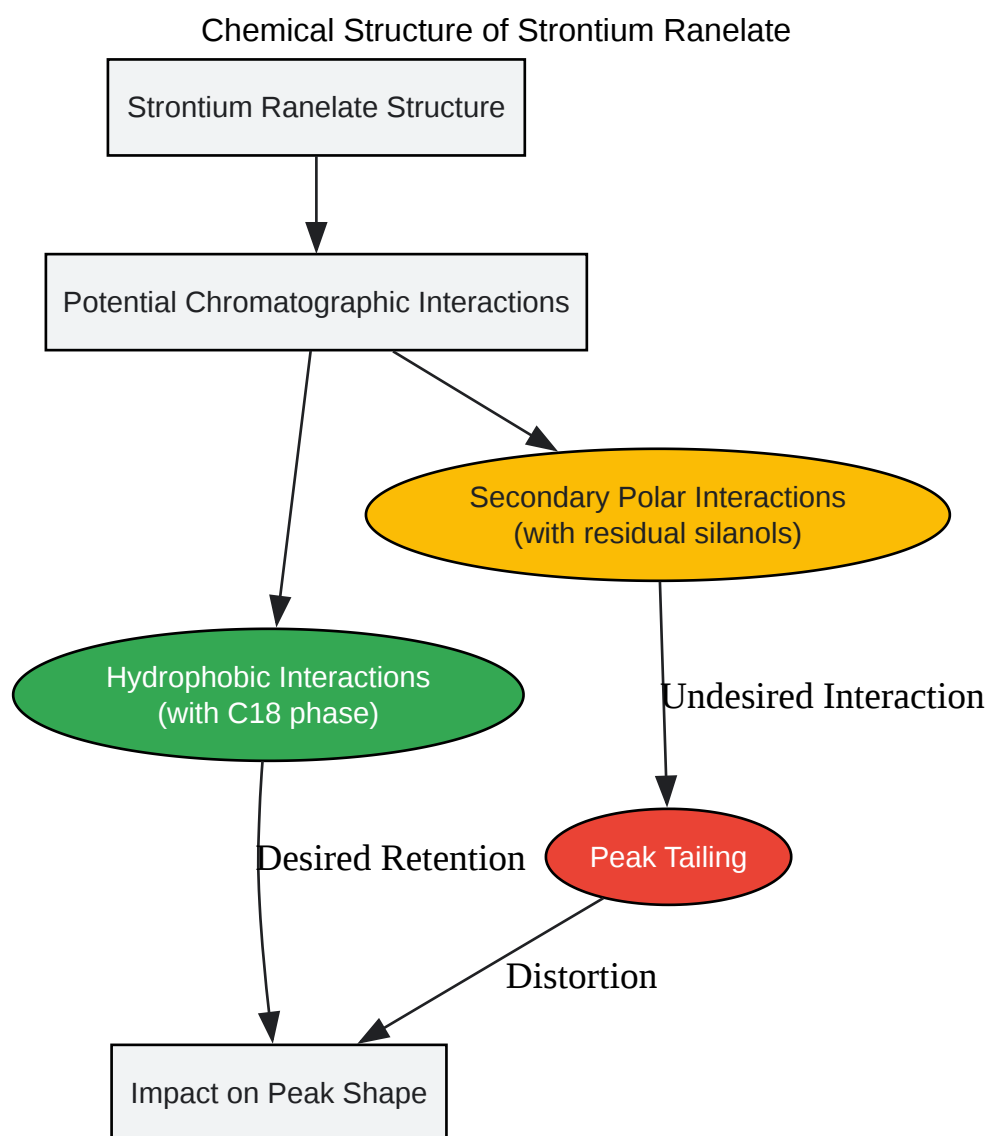 Chemical Structure of Strontium Ranelate
Strontium Ranelate Structure
Potential Chromatographic Interactions
Secondary Polar Interactions
(with residual silanols)
Hydrophobic Interactions
(with C18 phase)
Undesired Interaction
Desired Retention
Peak Tailing
Distortion
Impact on Peak Shape